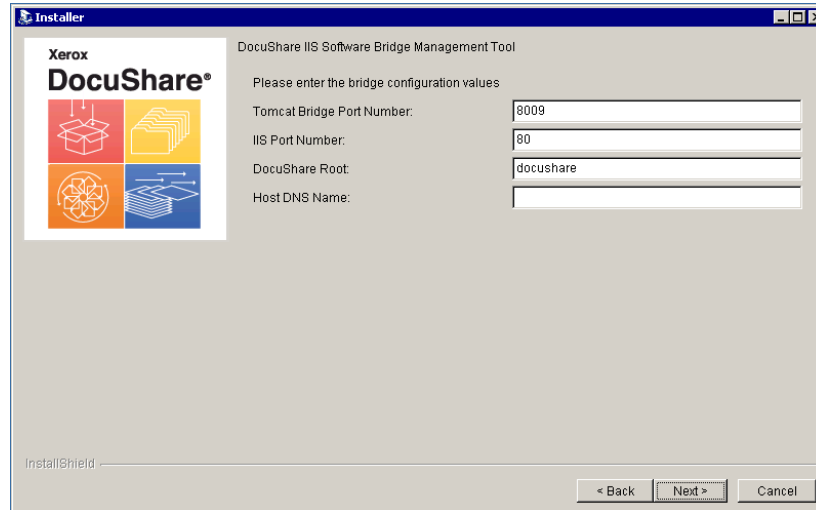 Installer
Xerox
DocuShare®
DocuShare IIS Software Bridge Management Tool
Please enter the bridge configuration values
Tomcat Bridge Port Number: 8009
IIS Port Number: 80
DocuShare Root: docushare
Host DNS Name:
InstallShield
< Back Next > Cancel